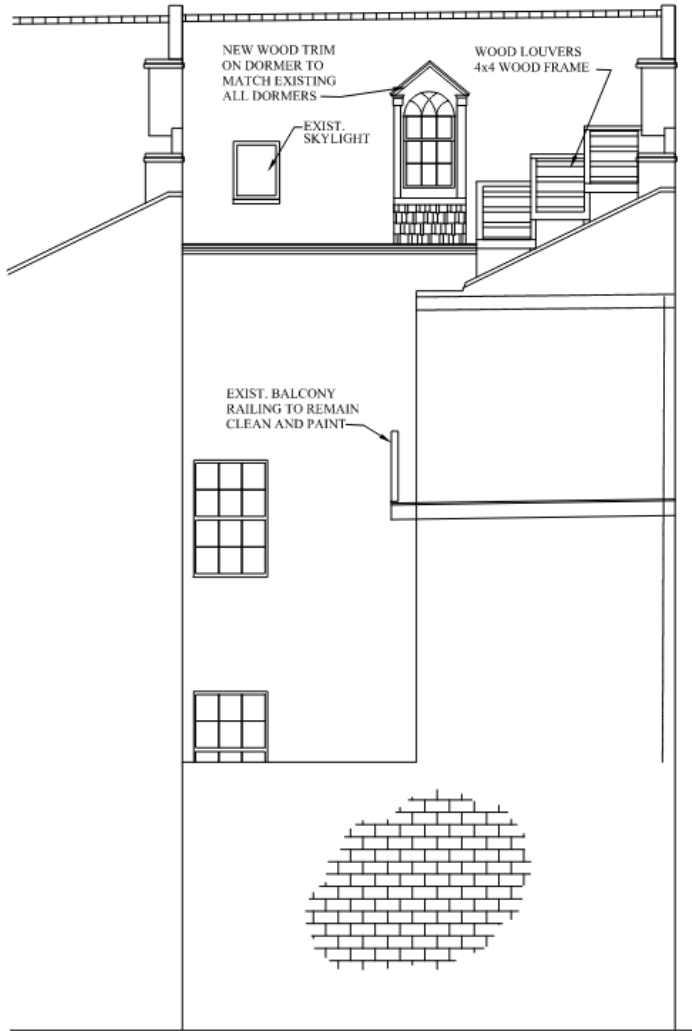 NEW WOOD TRIM
ON DORMER TO
MATCH EXISTING
ALL DORMERS
WOOD LOUVERS
4x4 WOOD FRAME
EXIST.
SKYLIGHT
EXIST. BALCONY
RAILING TO REMAIN
CLEAN AND PAINT